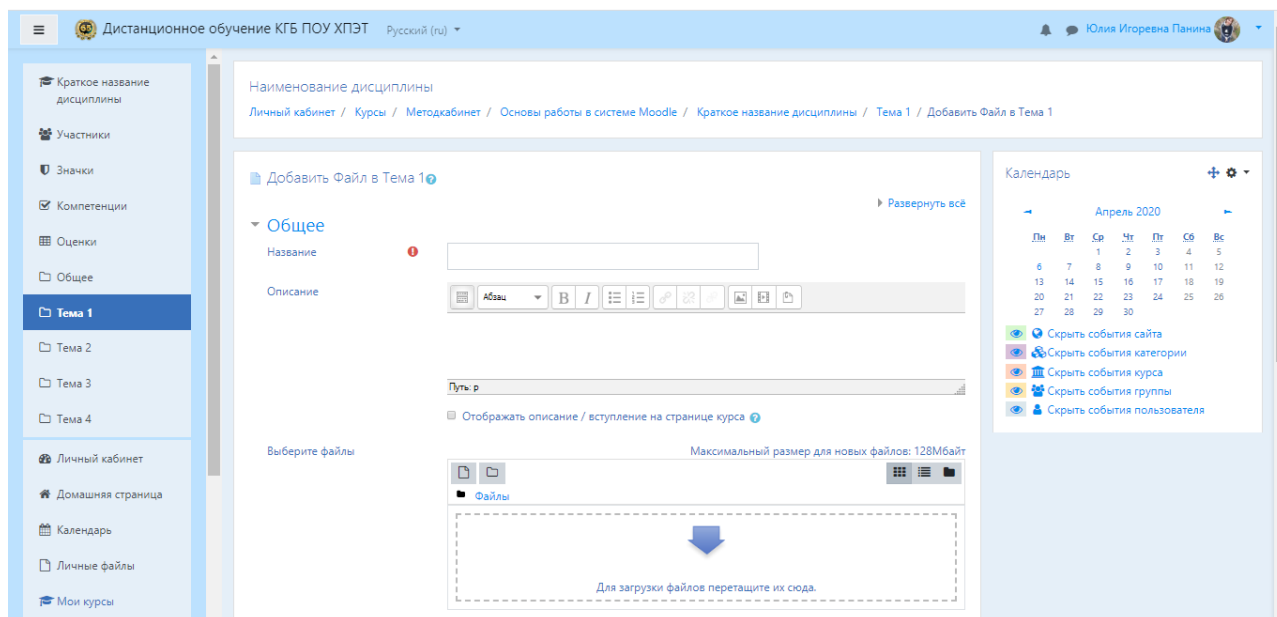 Дистанционное обучение КГБ ПОУ ХПЭТ Русский (ru)
Юлия Игоревна Панина
Краткое название
дисциплины
Участники
Значки
Компетенции
Оценки
Общее
Тема 1
Тема 2
Тема 3
Тема 4
Личный кабинет
Домашняя страница
Календарь
Личные файлы
Мои курсы
Наименование дисциплины
Личный кабинет / Курсы / Методкабинет / Основы работы в системе Moodle / Краткое название дисциплины / Тема 1 / Добавить Файл в Тема 1
Добавить Файл в Тема 1
Развернуть всё
Общее
Название
Описание
Абзац B I
Путь: p
Отображать описание / вступление на странице курса
Выберите файлы
Максимальный размер для новых файлов: 128Мбайт
Файлы
Для загрузки файлов перетащите их сюда.
Календарь
Апрель 2020
Пн Вт Ср Чт Пт Сб Вс
1 2 3 4 5
6 7 8 9 10 11 12
13 14 15 16 17 18 19
20 21 22 23 24 25 26
27 28 29 30
Скрыть события сайта
Скрыть события категории
Скрыть события курса
Скрыть события группы
Скрыть события пользователя